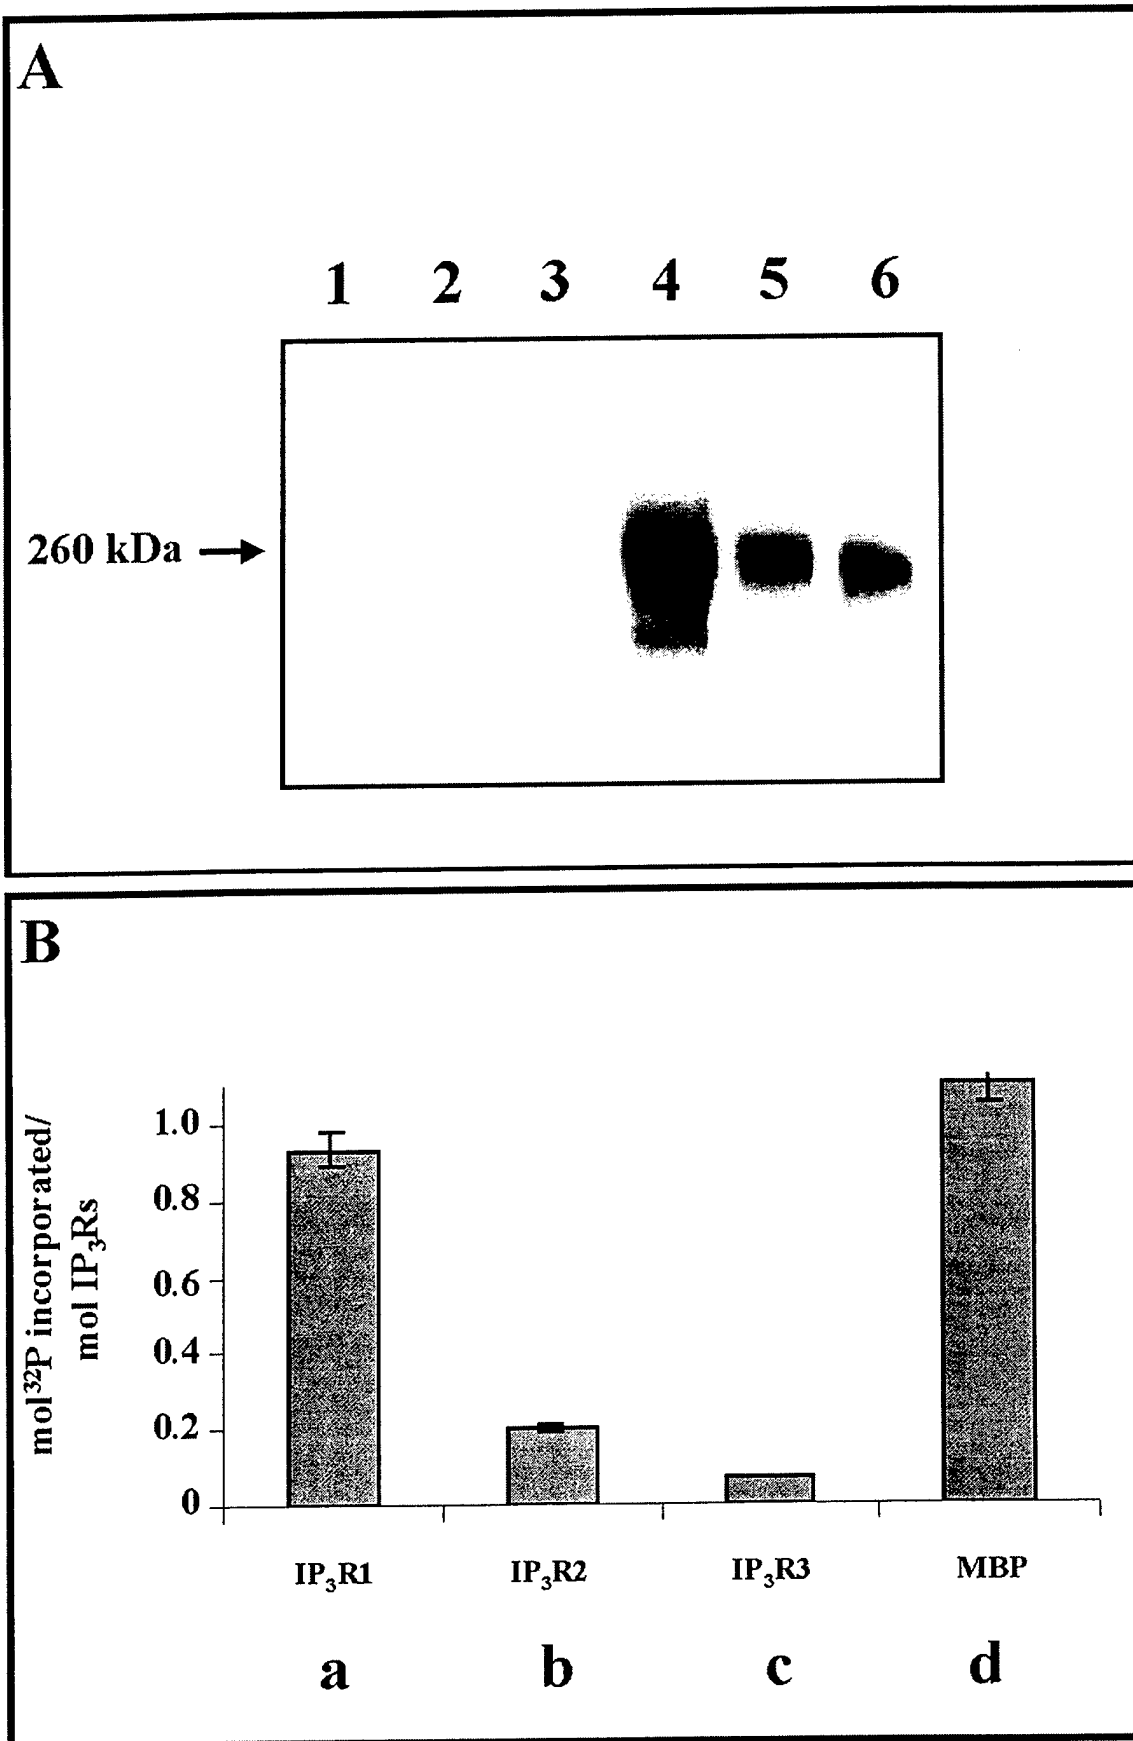 A
1 2 3 4 5 6
260 kDa
B
mol³²P incorporated/
mol IP₃Rs
1.0
0.8
0.6
0.4
0.2
0
IP₃R1 IP₃R2 IP₃R3 MBP
a b c d